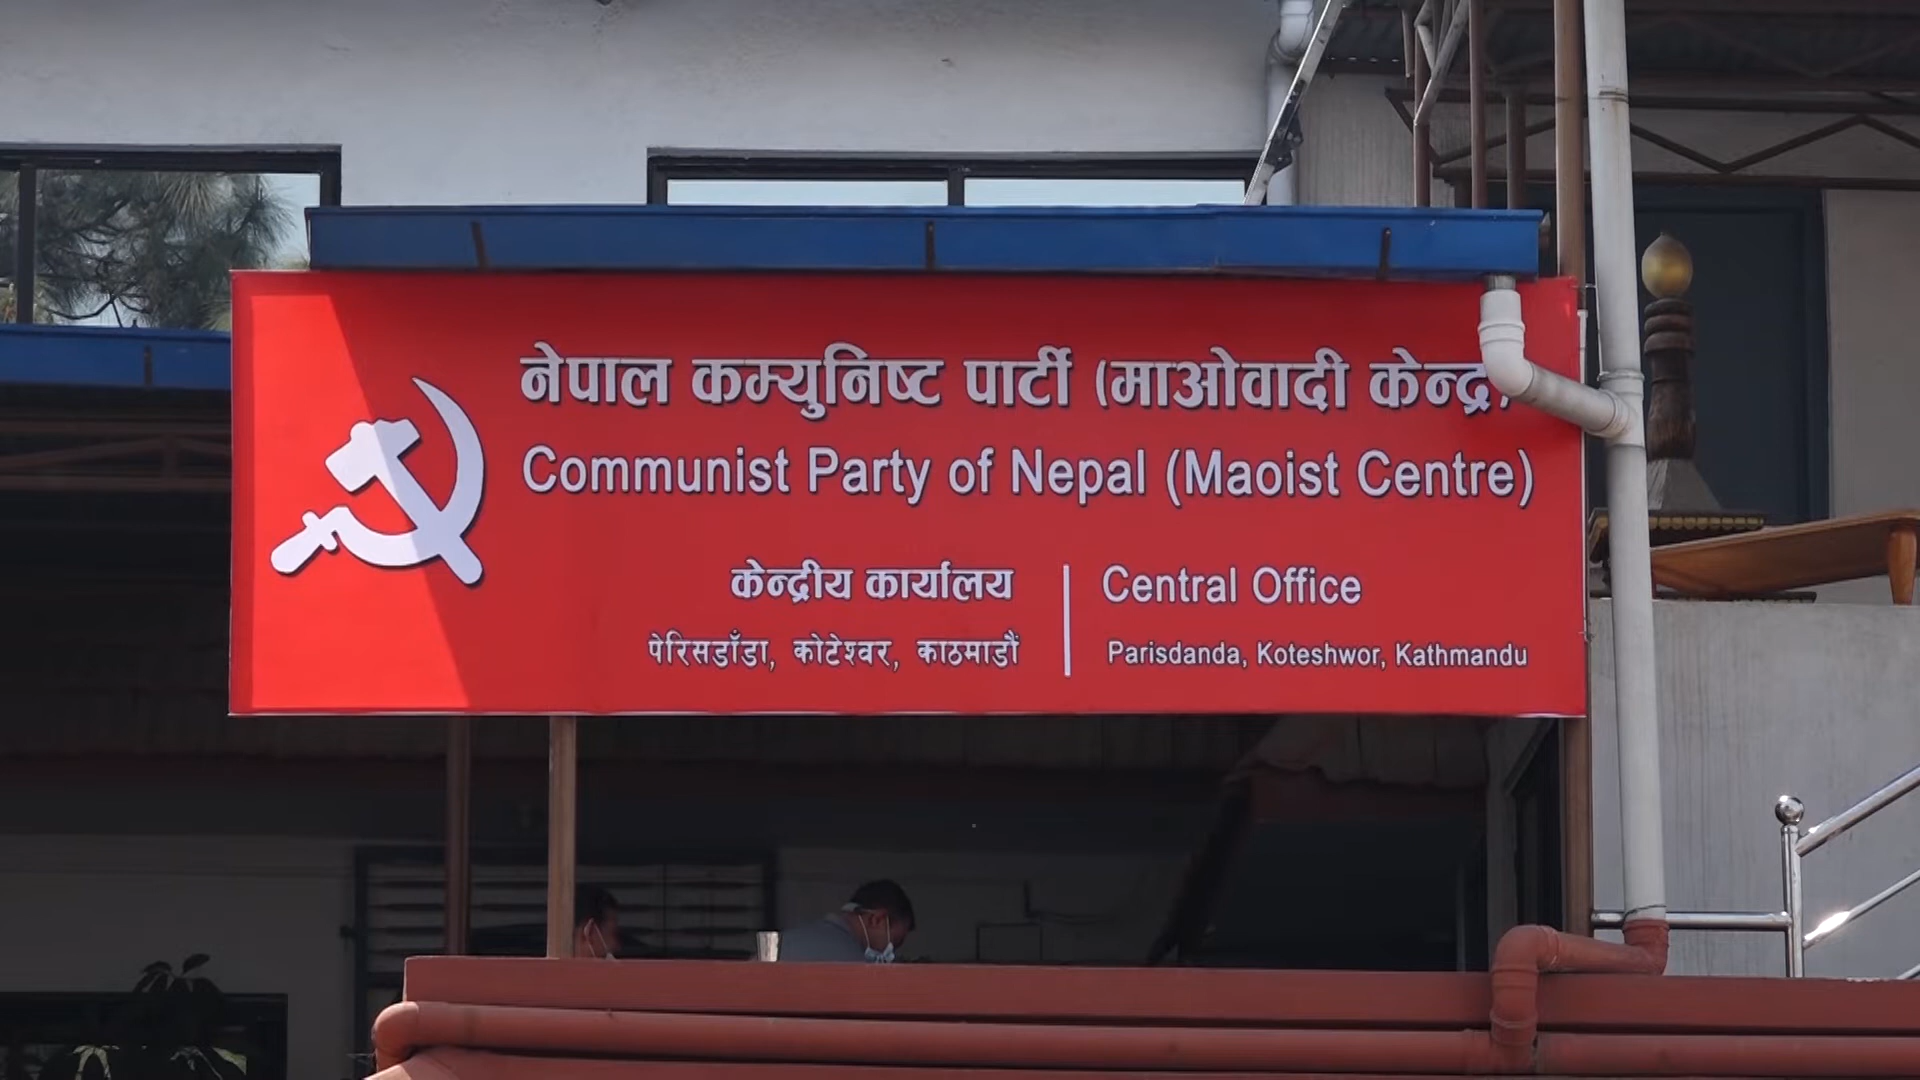 नेपाल कम्युनिष्ट पार्टी (माओवादी केन्द्र)
Communist Party of Nepal (Maoist Centre)
केन्द्रीय कार्यालय
पेरिसडाँडा, कोटेश्वर, काठमाडौं
Central Office
Parisdanda, Koteshwor, Kathmandu